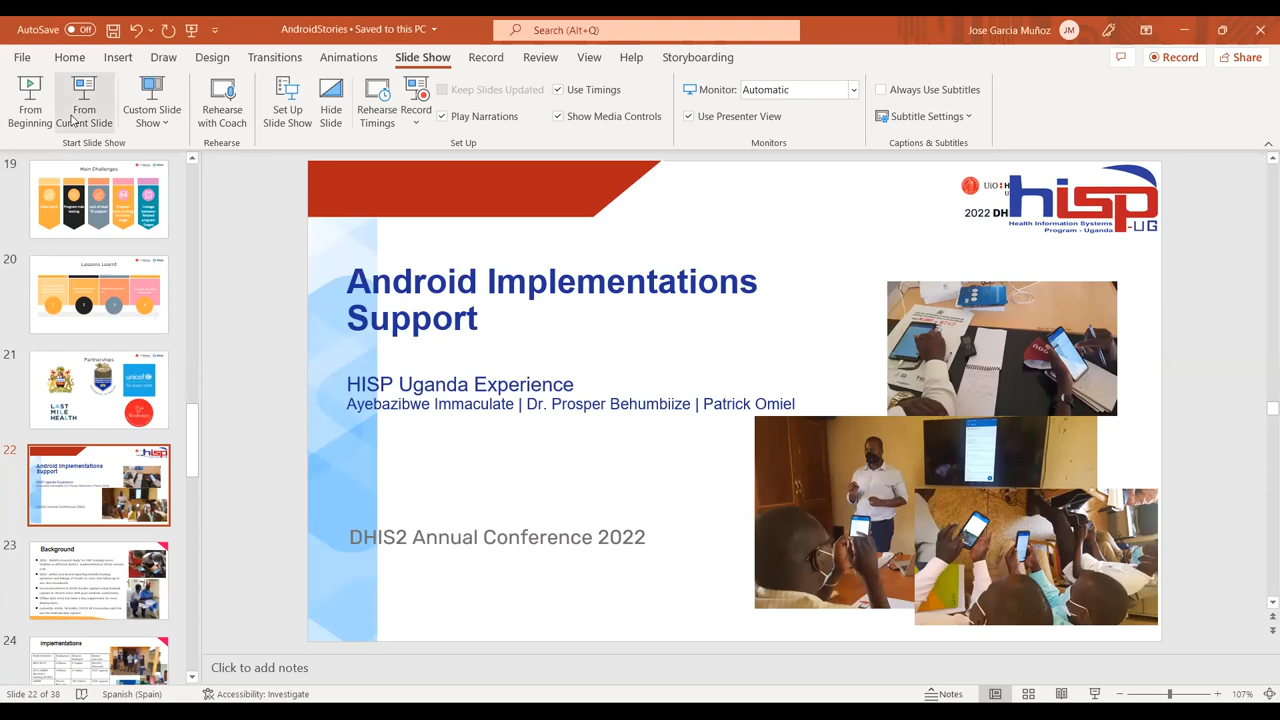 AutoSave Off
AndroidStories • Saved to this PC
Search (Alt+Q)
Jose Garcia Muñoz JM
File Home Insert Draw Design Transitions Animations Slide Show Record Review View Help Storyboarding
Record Share
From Beginning
From Current Slide
Custom Slide Show
Rehearse with Coach
Set Up Slide Show
Hide Slide
Rehearse Timings
Record
Keep Slides Updated
Use Timings
Play Narrations
Show Media Controls
Monitor: Automatic
Use Presenter View
Always Use Subtitles
Subtitle Settings
Start Slide Show
Rehearse
Set Up
Monitors
Captions & Subtitles
19
Main Challenges
20
Lessons Learnt
21
Partnerships
unicef
LAST
MILE
HEALTH
22
Android Implementations
Support
hisp
23
Background
24
Implementations
UiO
2022 DH
hisp
-UG
Health Information Systems
Program - Uganda
Android Implementations
Support
HISP Uganda Experience
Ayebazibwe Immaculate | Dr. Prosper Behumbiize | Patrick Omiel
DHIS2 Annual Conference 2022
Click to add notes
Slide 22 of 38
Spanish (Spain)
Accessibility: Investigate
Notes
107%